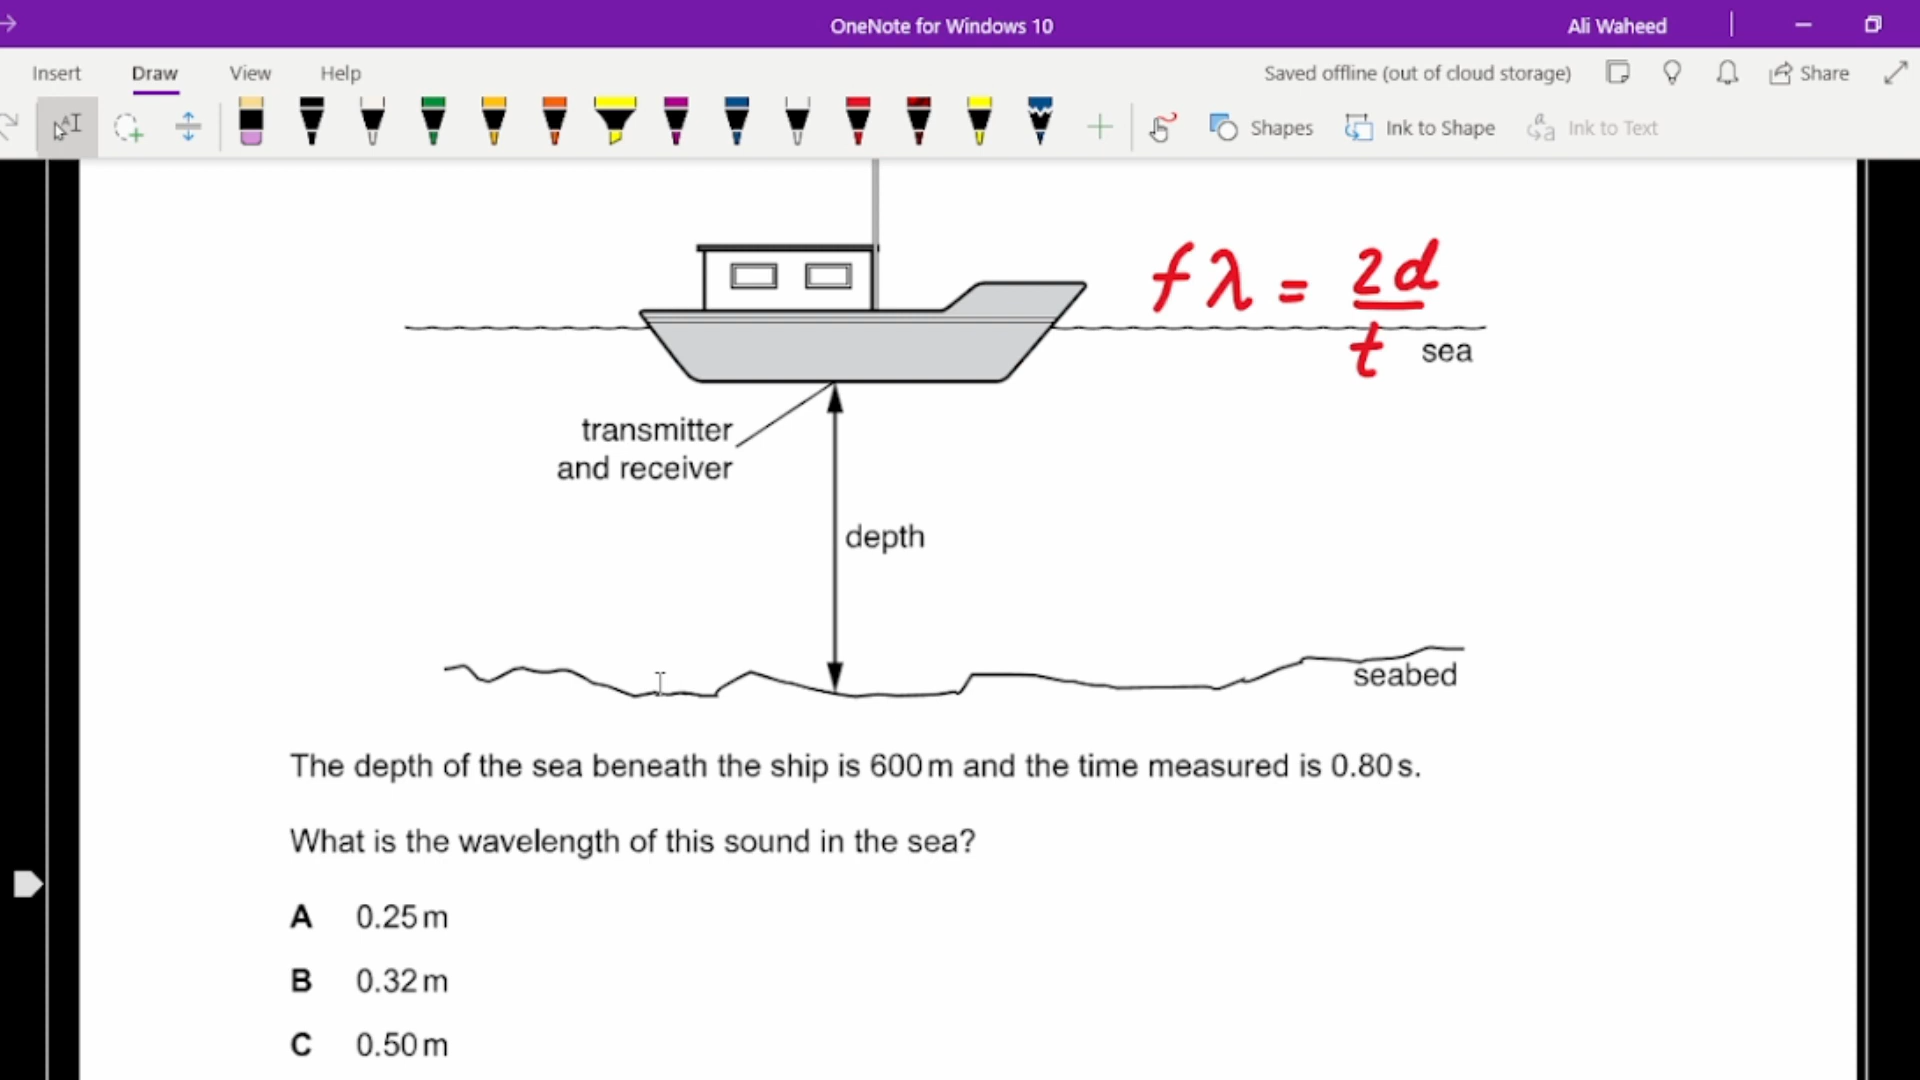 OneNote for Windows 10
Ali Waheed
Insert Draw View Help
Saved offline (out of cloud storage) Share
Shapes Ink to Shape Ink to Text
fλ = 2d
t
sea
transmitter
and receiver
depth
seabed
The depth of the sea beneath the ship is 600 m and the time measured is 0.80 s.
What is the wavelength of this sound in the sea?
A 0.25 m
B 0.32 m
C 0.50 m